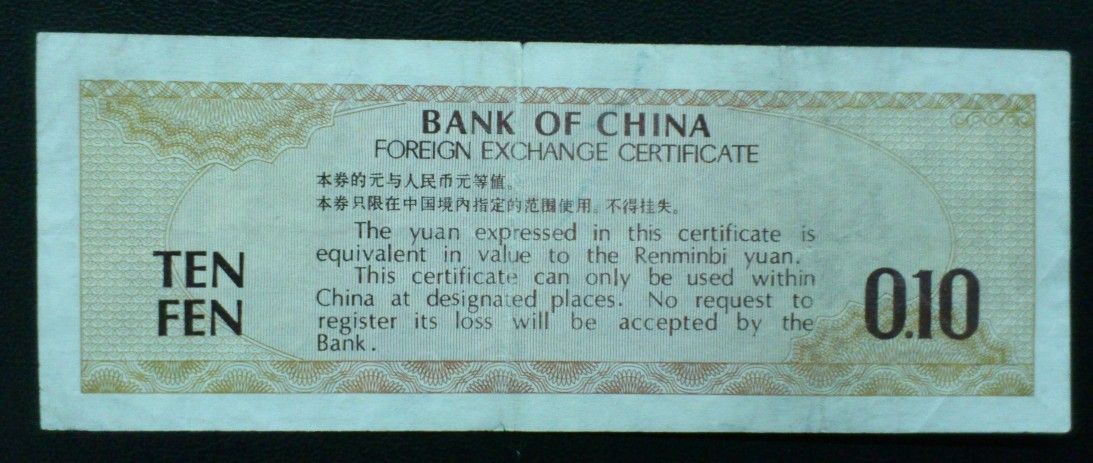 BANK OF CHINA
FOREIGN EXCHANGE CERTIFICATE
本券的元与人民币元等值。
本券只限在中国境内指定的范围使用。不得挂失。
The yuan expressed in this certificate is
equivalent in value to the Renminbi yuan.
This certificate can only be used within
China at designated places. No request to
register its loss will be accepted by the
Bank.
TEN
FEN
0.10